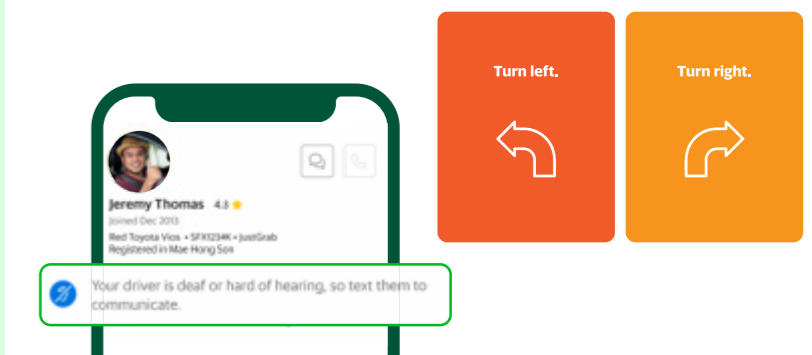 Turn left.
Turn right.
Jeremy Thomas 4.8
Joined Dec 2013
Red Toyota Vios • SFX1234K • JustGrab
Registered in Mae Hong Son
Your driver is deaf or hard of hearing, so text them to
communicate.